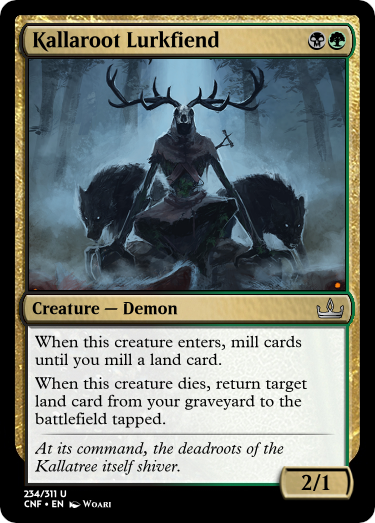 Kallaroot Lurkfiend
Creature — Demon
When this creature enters, mill cards
until you mill a land card.
When this creature dies, return target
land card from your graveyard to the
battlefield tapped.
At its command, the deadroots of the
Kallatree itself shiver.
2/1
234/311 U
CNF • EN Woari